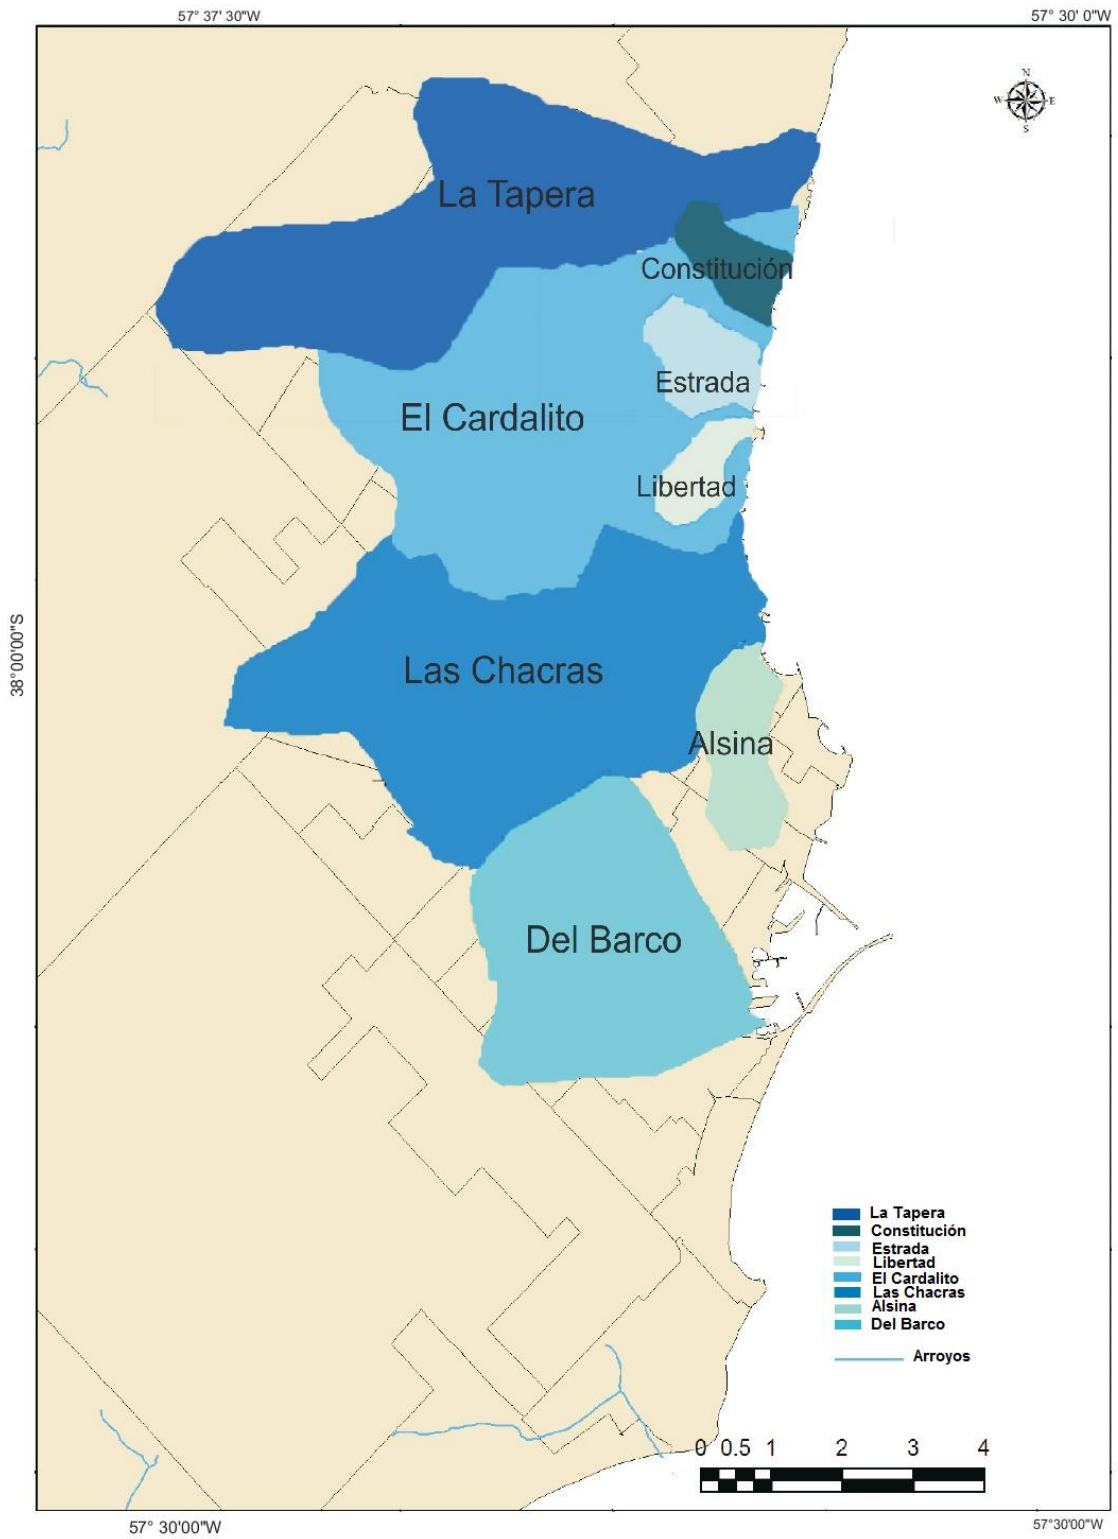 57° 37' 30"W
57° 30' 0"W
N
W E
S
La Tapera
Constitución
Estrada
El Cardalito
Libertad
38°00'00"S
Las Chacras
Alsina
Del Barco
La Tapera
Constitución
Estrada
Libertad
El Cardalito
Las Chacras
Alsina
Del Barco
Arroyos
0 0.5 1 2 3 4
57° 30'00"W
57°30'00"W